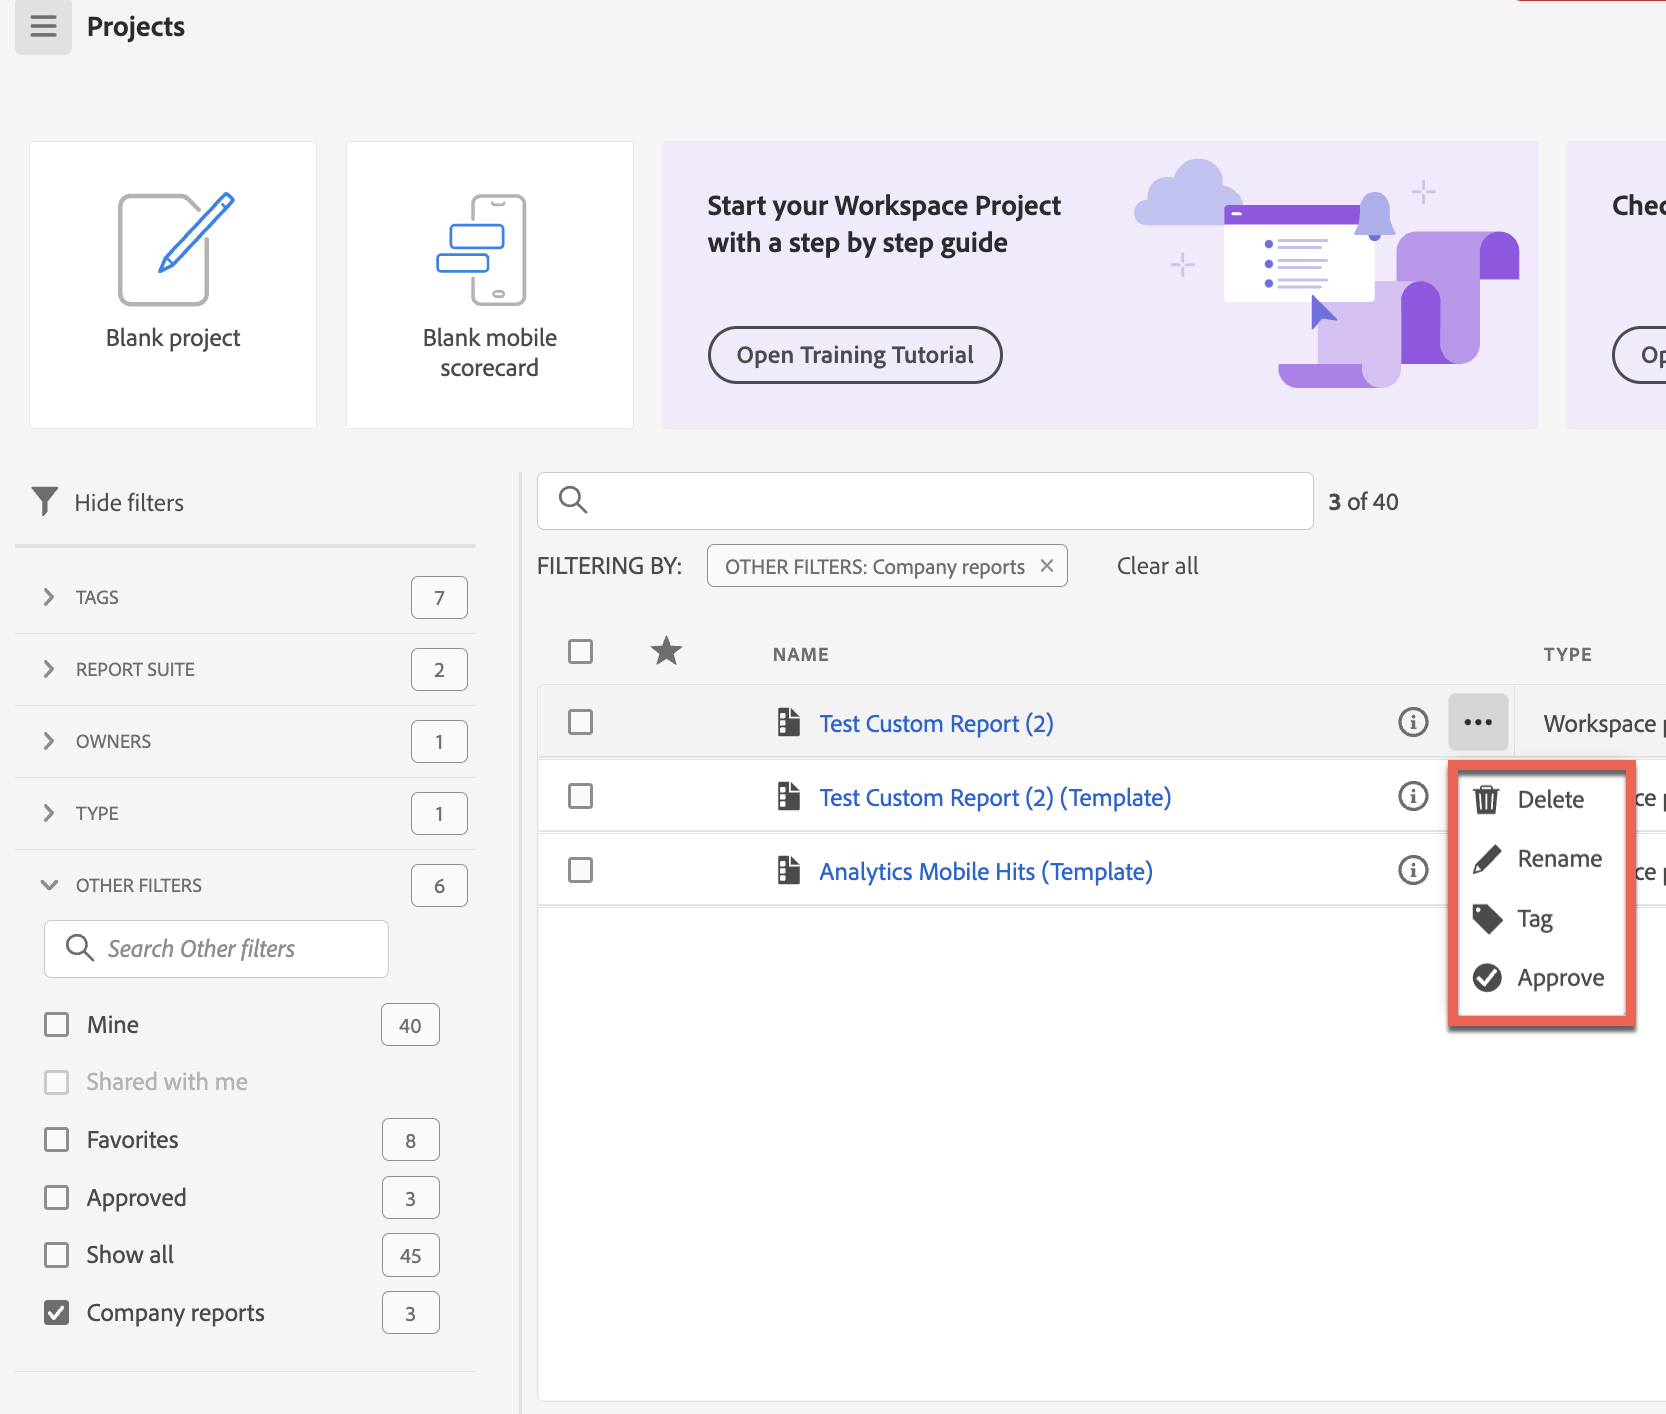 Projects
Blank project
Blank mobile
scorecard
Start your Workspace Project
with a step by step guide
Open Training Tutorial
Hide filters
3 of 40
FILTERING BY:
OTHER FILTERS: Company reports
Clear all
TAGS
7
REPORT SUITE
2
OWNERS
1
TYPE
1
OTHER FILTERS
6
Search Other filters
Mine
40
Shared with me
Favorites
8
Approved
3
Show all
45
Company reports
3
NAME
TYPE
Test Custom Report (2)
Workspace
Test Custom Report (2) (Template)
Analytics Mobile Hits (Template)
Delete
Rename
Tag
Approve